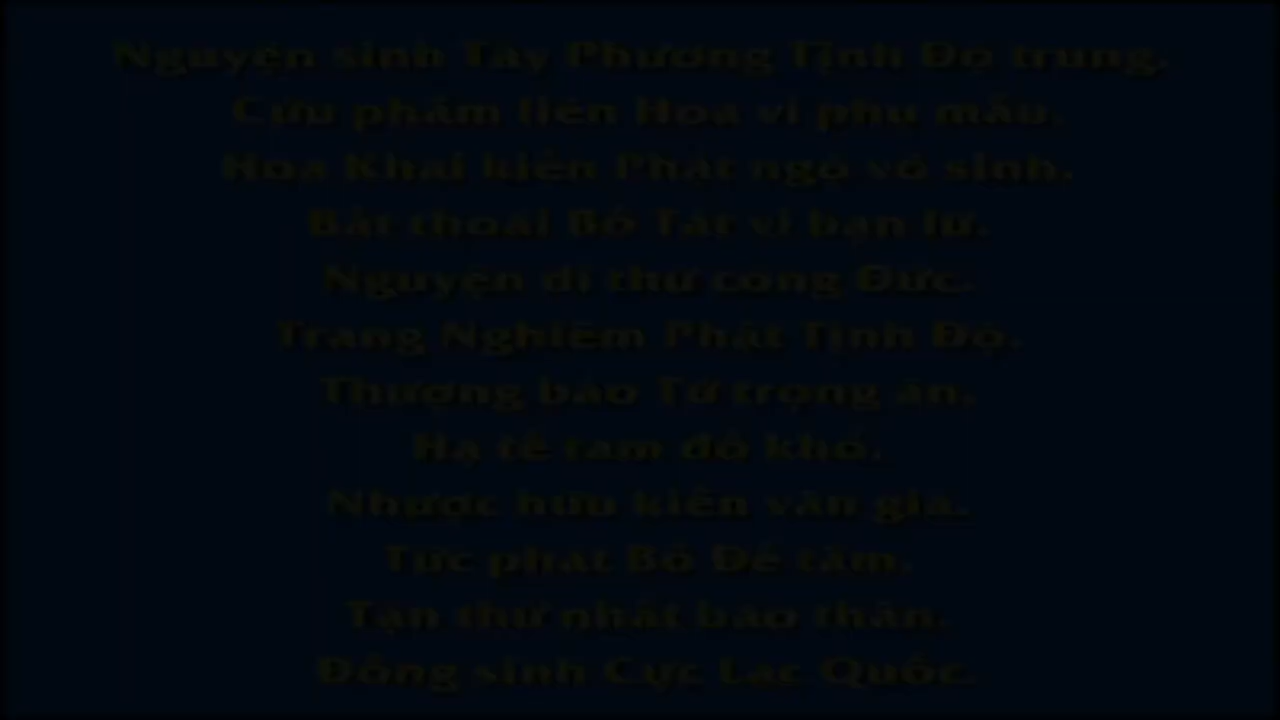 Nguyện sinh Tây Phương Tịnh Độ trung.
Cửu phẩm liên Hoa vi phụ mẫu.
Hoa Khai kiến Phật ngộ vô sinh.
Bất thoái Bồ Tát vi bạn lữ.
Nguyện dĩ thử công Đức.
Trang Nghiêm Phật Tịnh Độ.
Thượng báo Tứ trọng ân.
Hạ tế tam đồ khổ.
Nhược hữu kiến văn giả.
Tức phát Bồ Đề tâm.
Tận thử nhất báo thân.
Đồng sinh Cực Lạc Quốc.